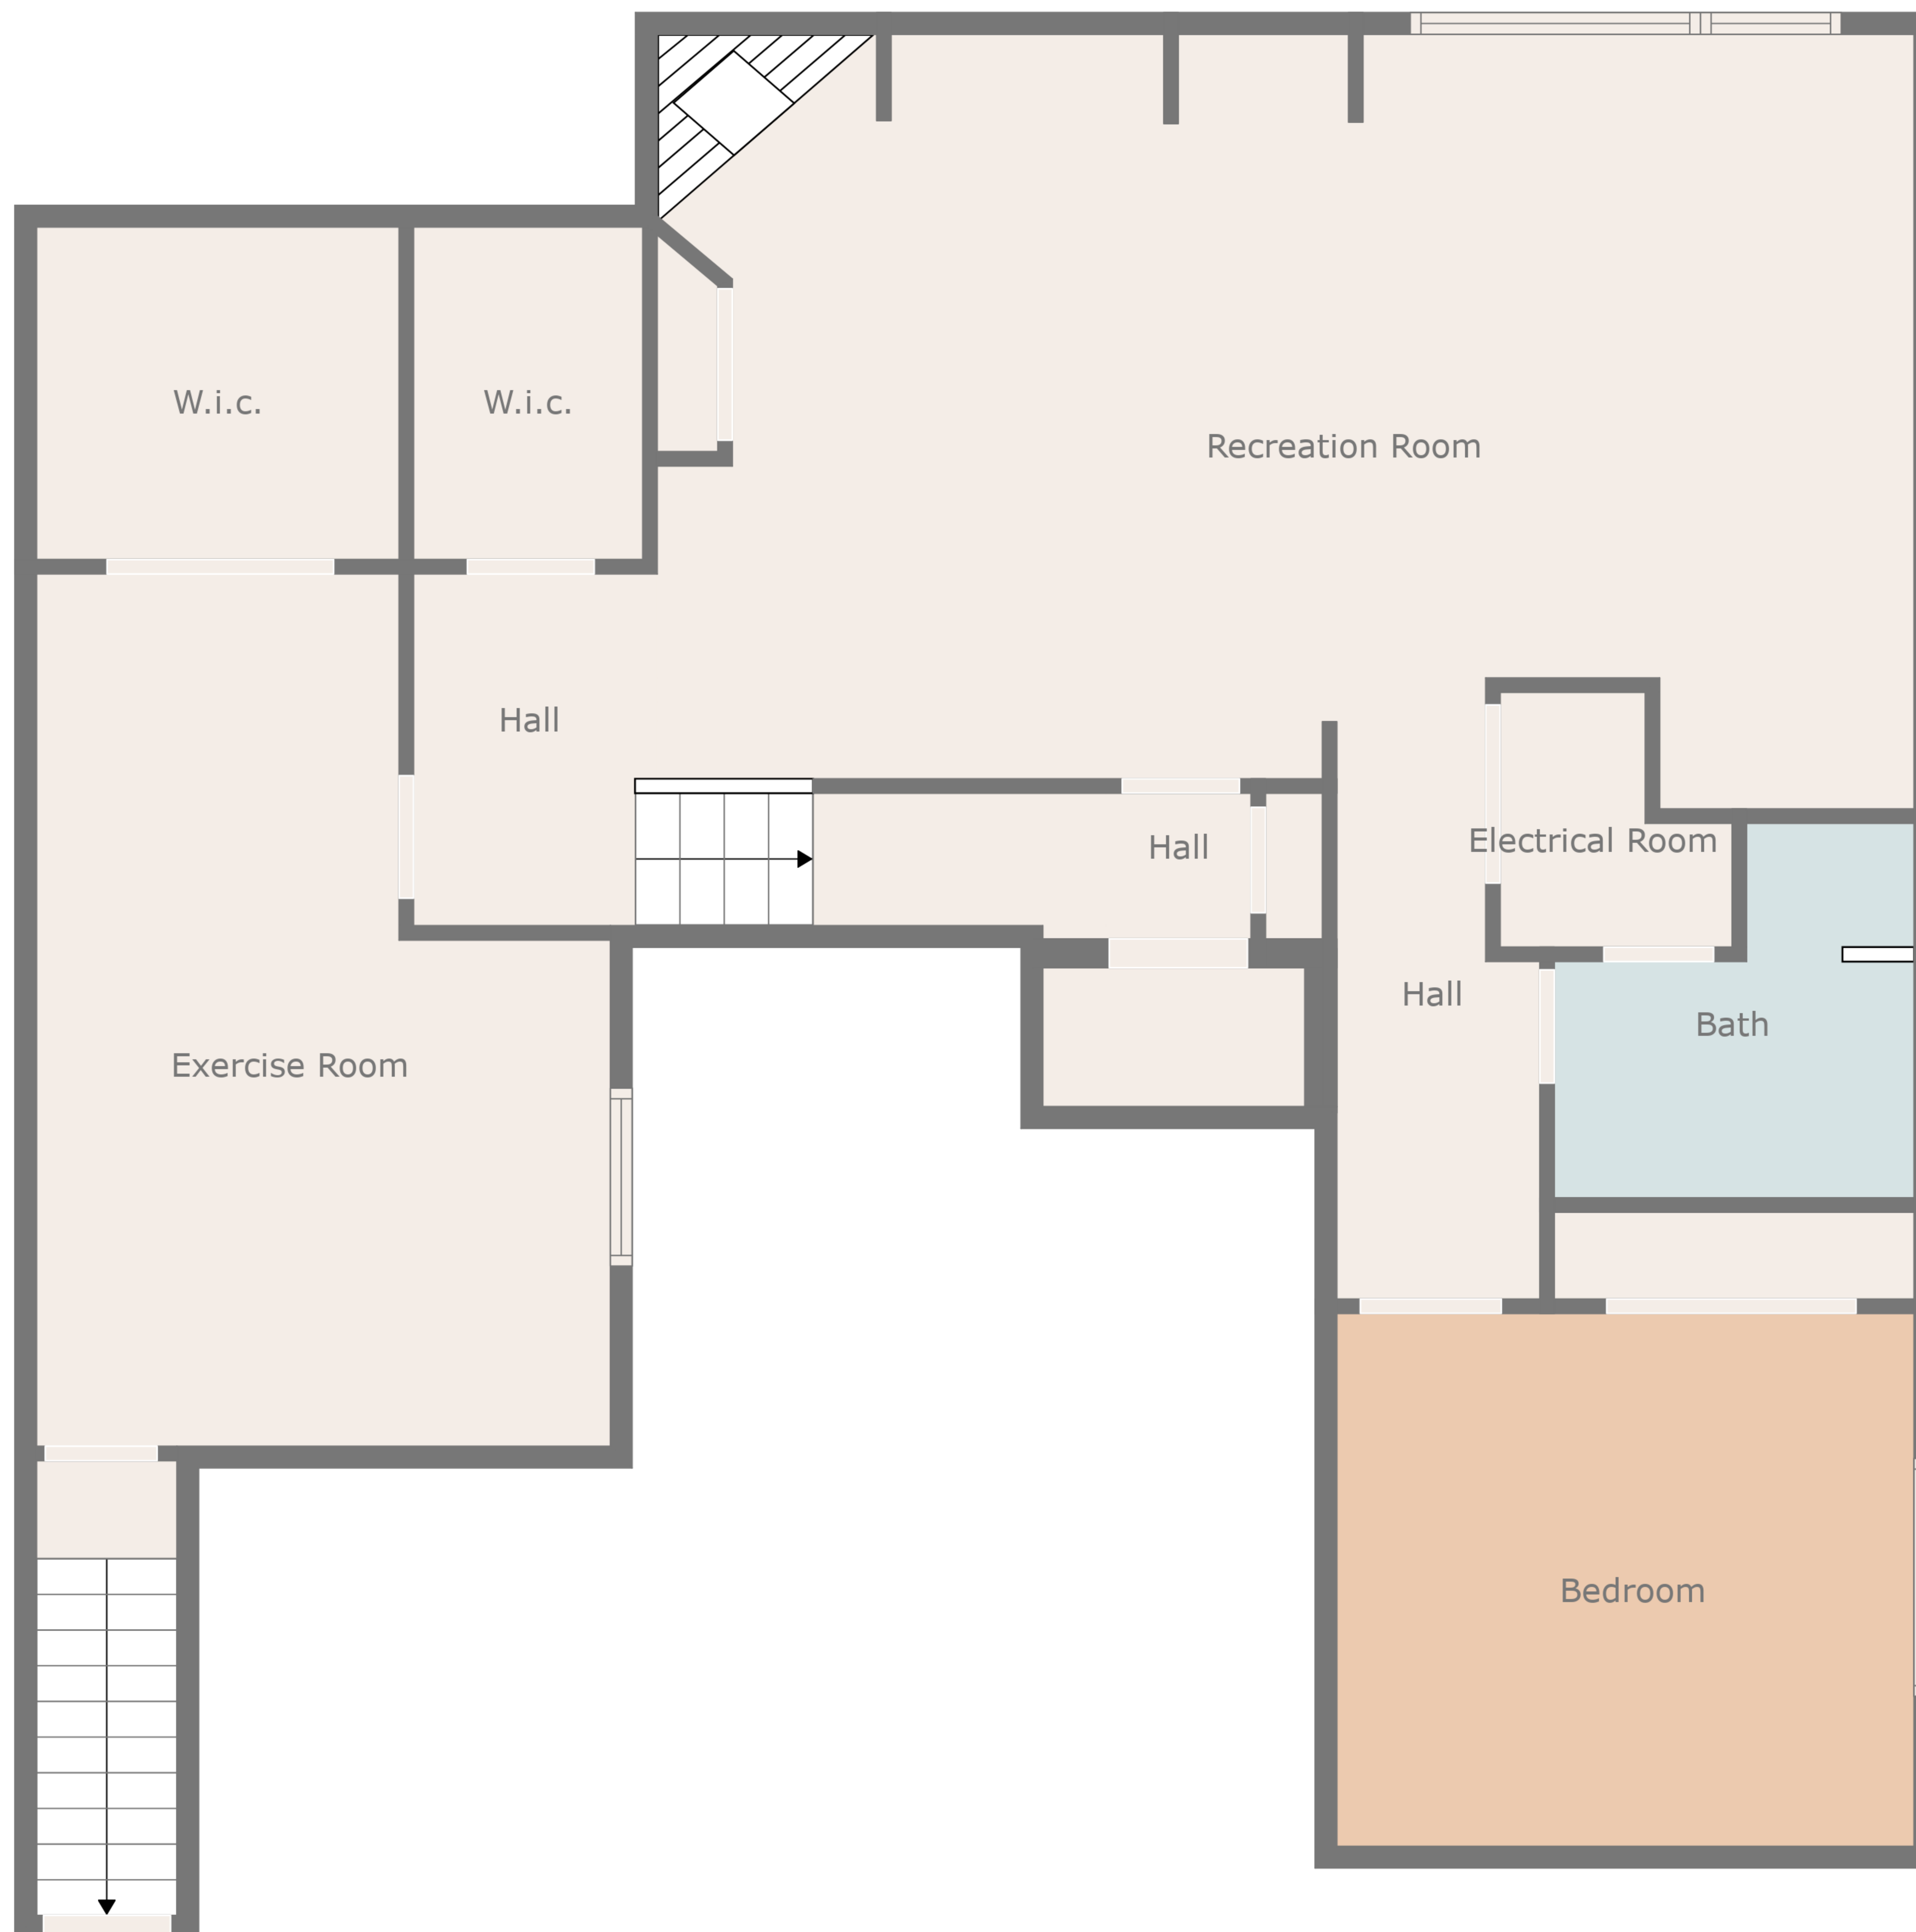 W.i.c.
W.i.c.
Recreation Room
Hall
Electrical Room
Hall
Hall
Bath
Exercise Room
Bedroom